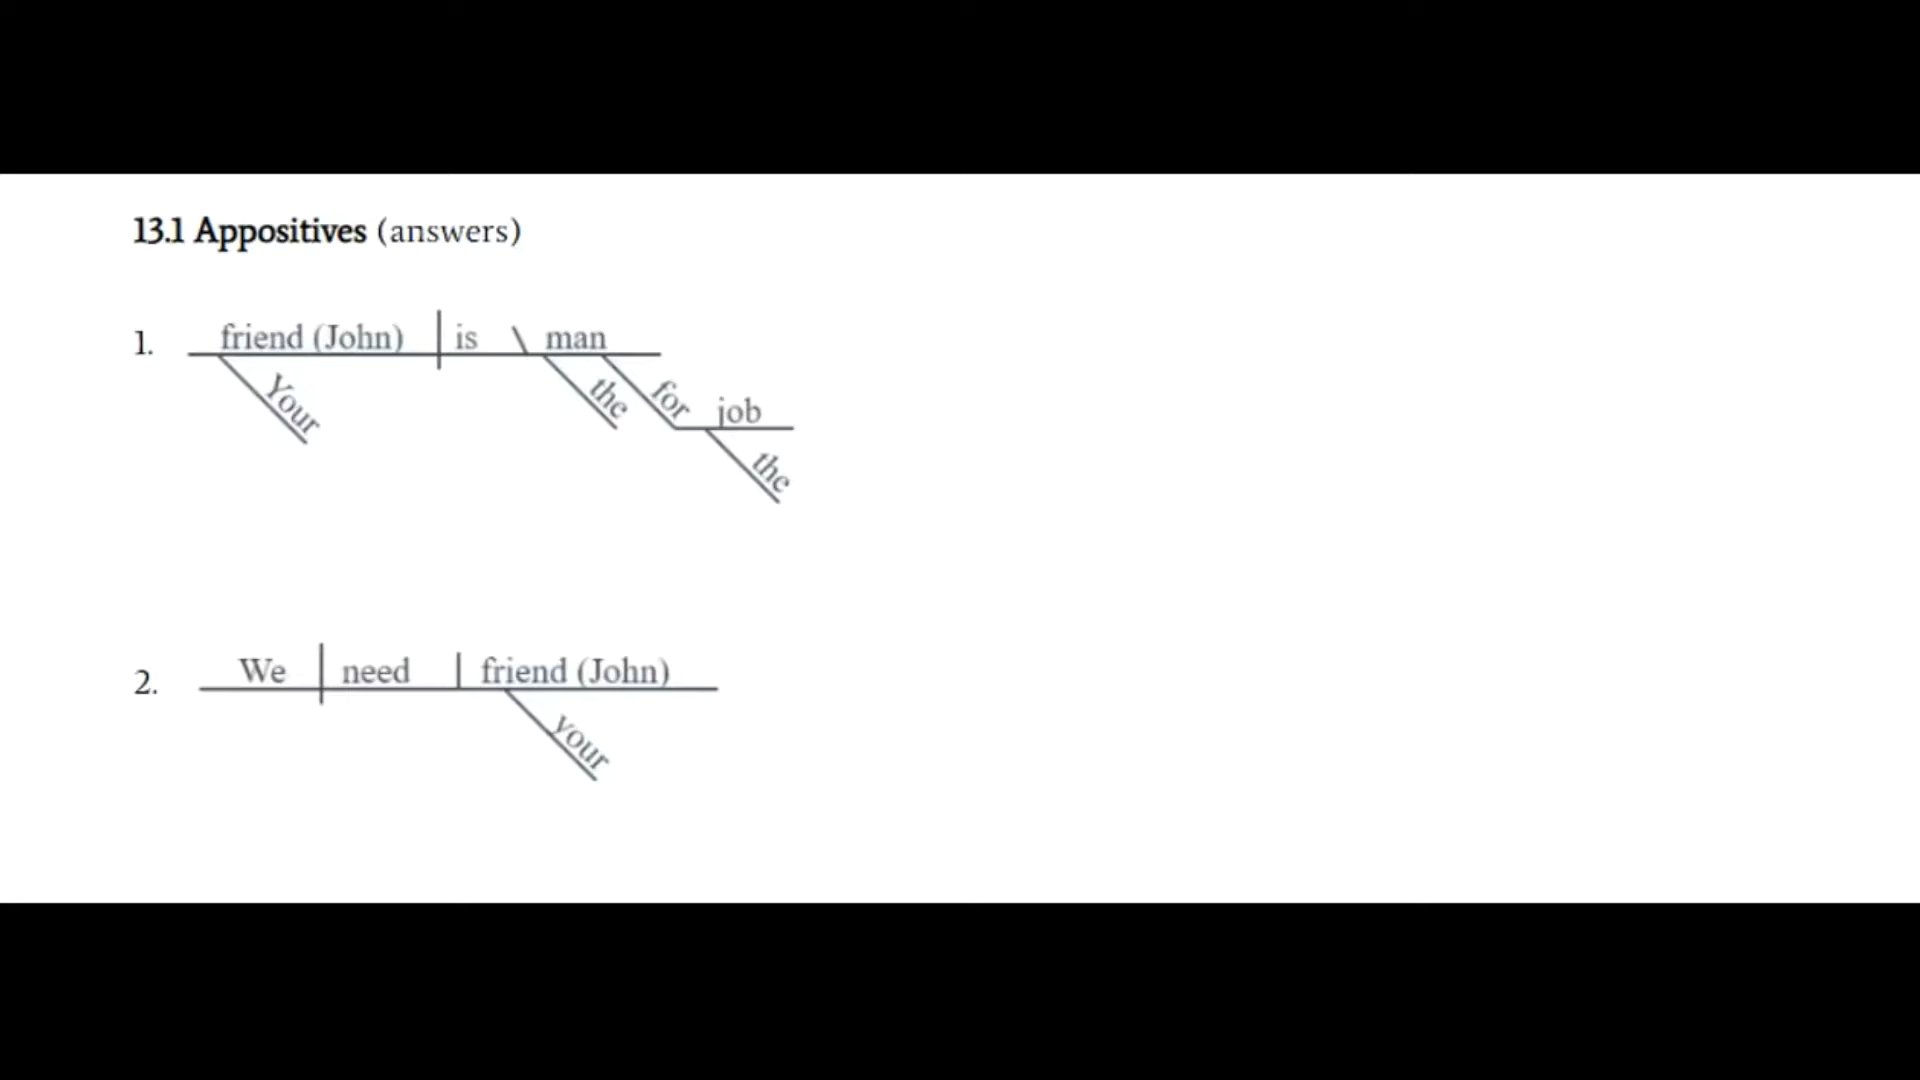 13.1 Appositives (answers)
1. friend (John) is man
Your the for job
the
2. We need friend (John)
your